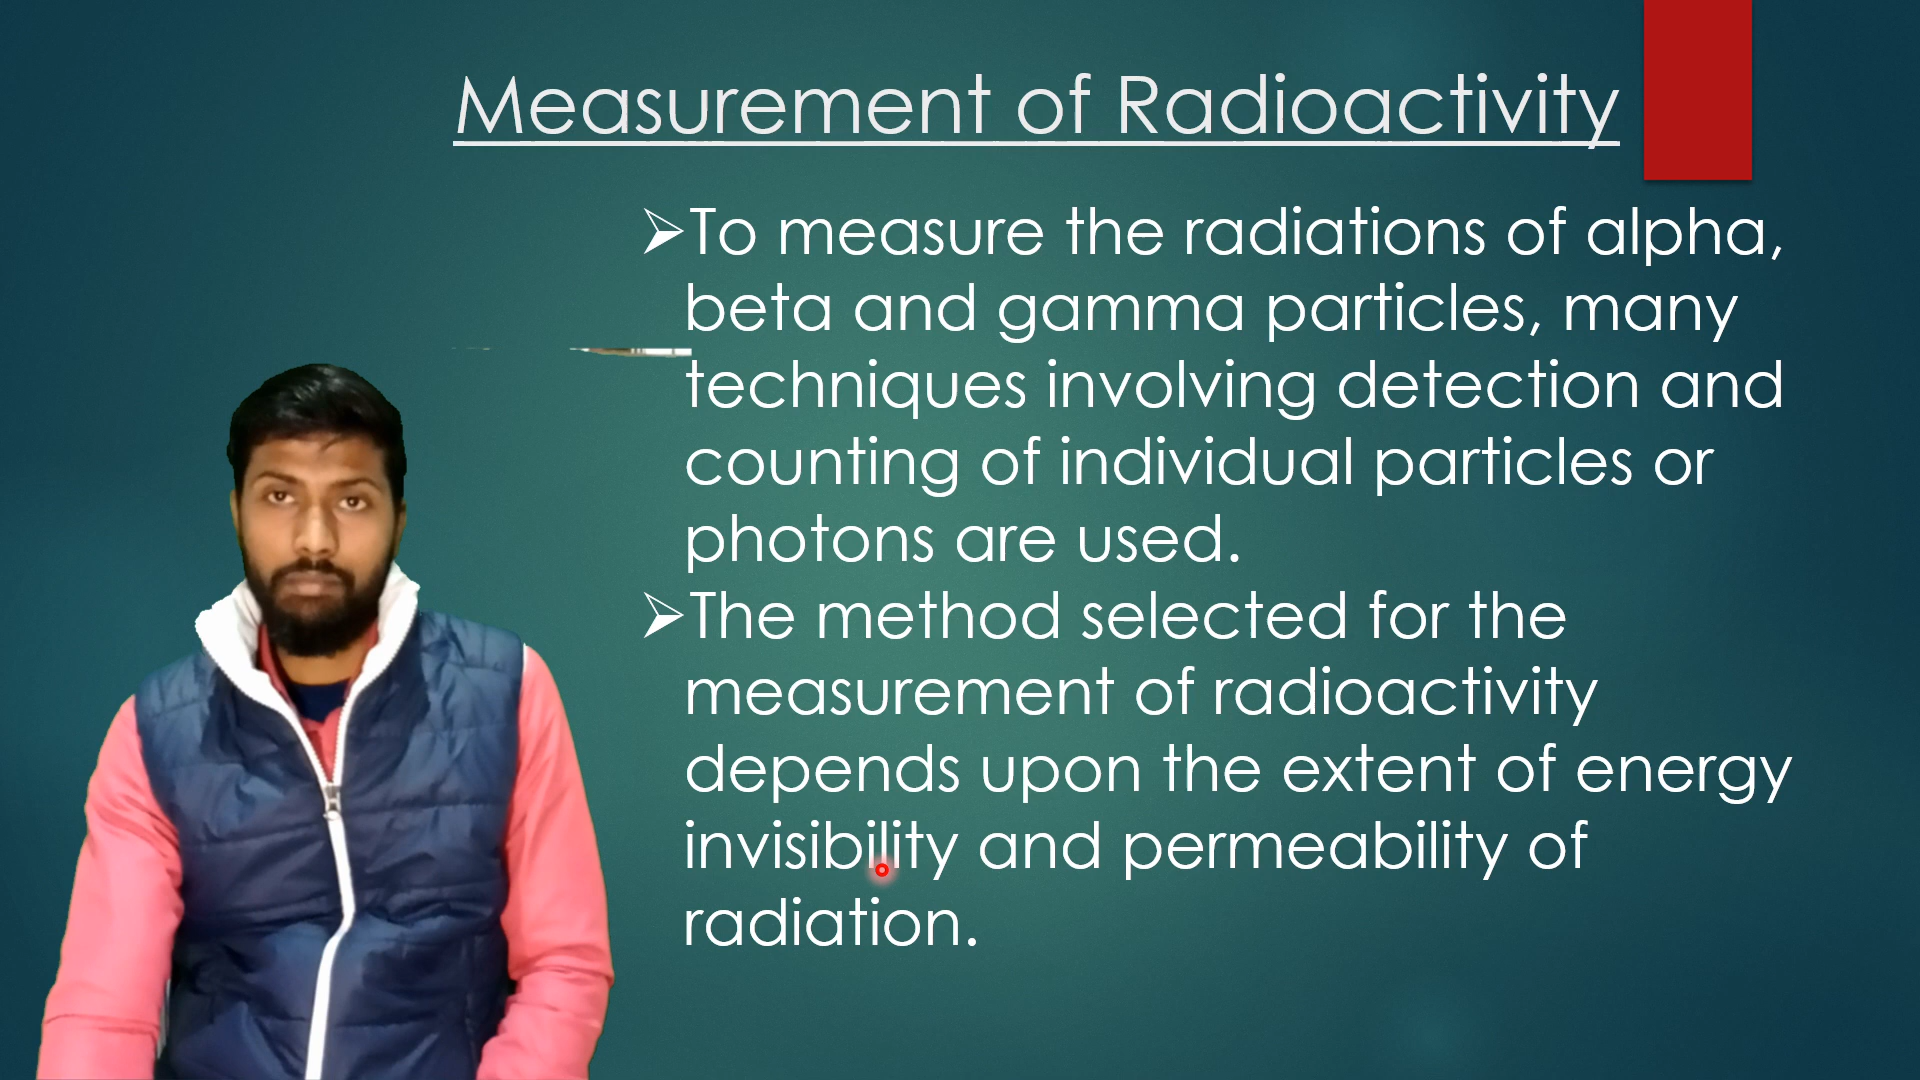 Measurement of Radioactivity
➢To measure the radiations of alpha,
beta and gamma particles, many
techniques involving detection and
counting of individual particles or
photons are used.
➢The method selected for the
measurement of radioactivity
depends upon the extent of energy
invisibility and permeability of
radiation.